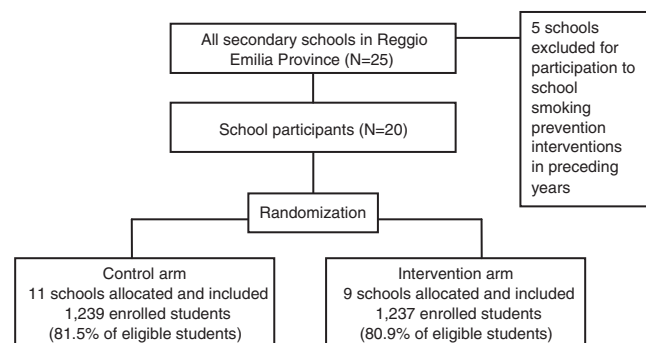 All secondary schools in Reggio
Emilia Province (N=25)
5 schools
excluded for
participation to
school
smoking
prevention
interventions
in preceding
years
School participants (N=20)
Randomization
Control arm
11 schools allocated and included
1,239 enrolled students
(81.5% of eligible students)
Intervention arm
9 schools allocated and included
1,237 enrolled students
(80.9% of eligible students)